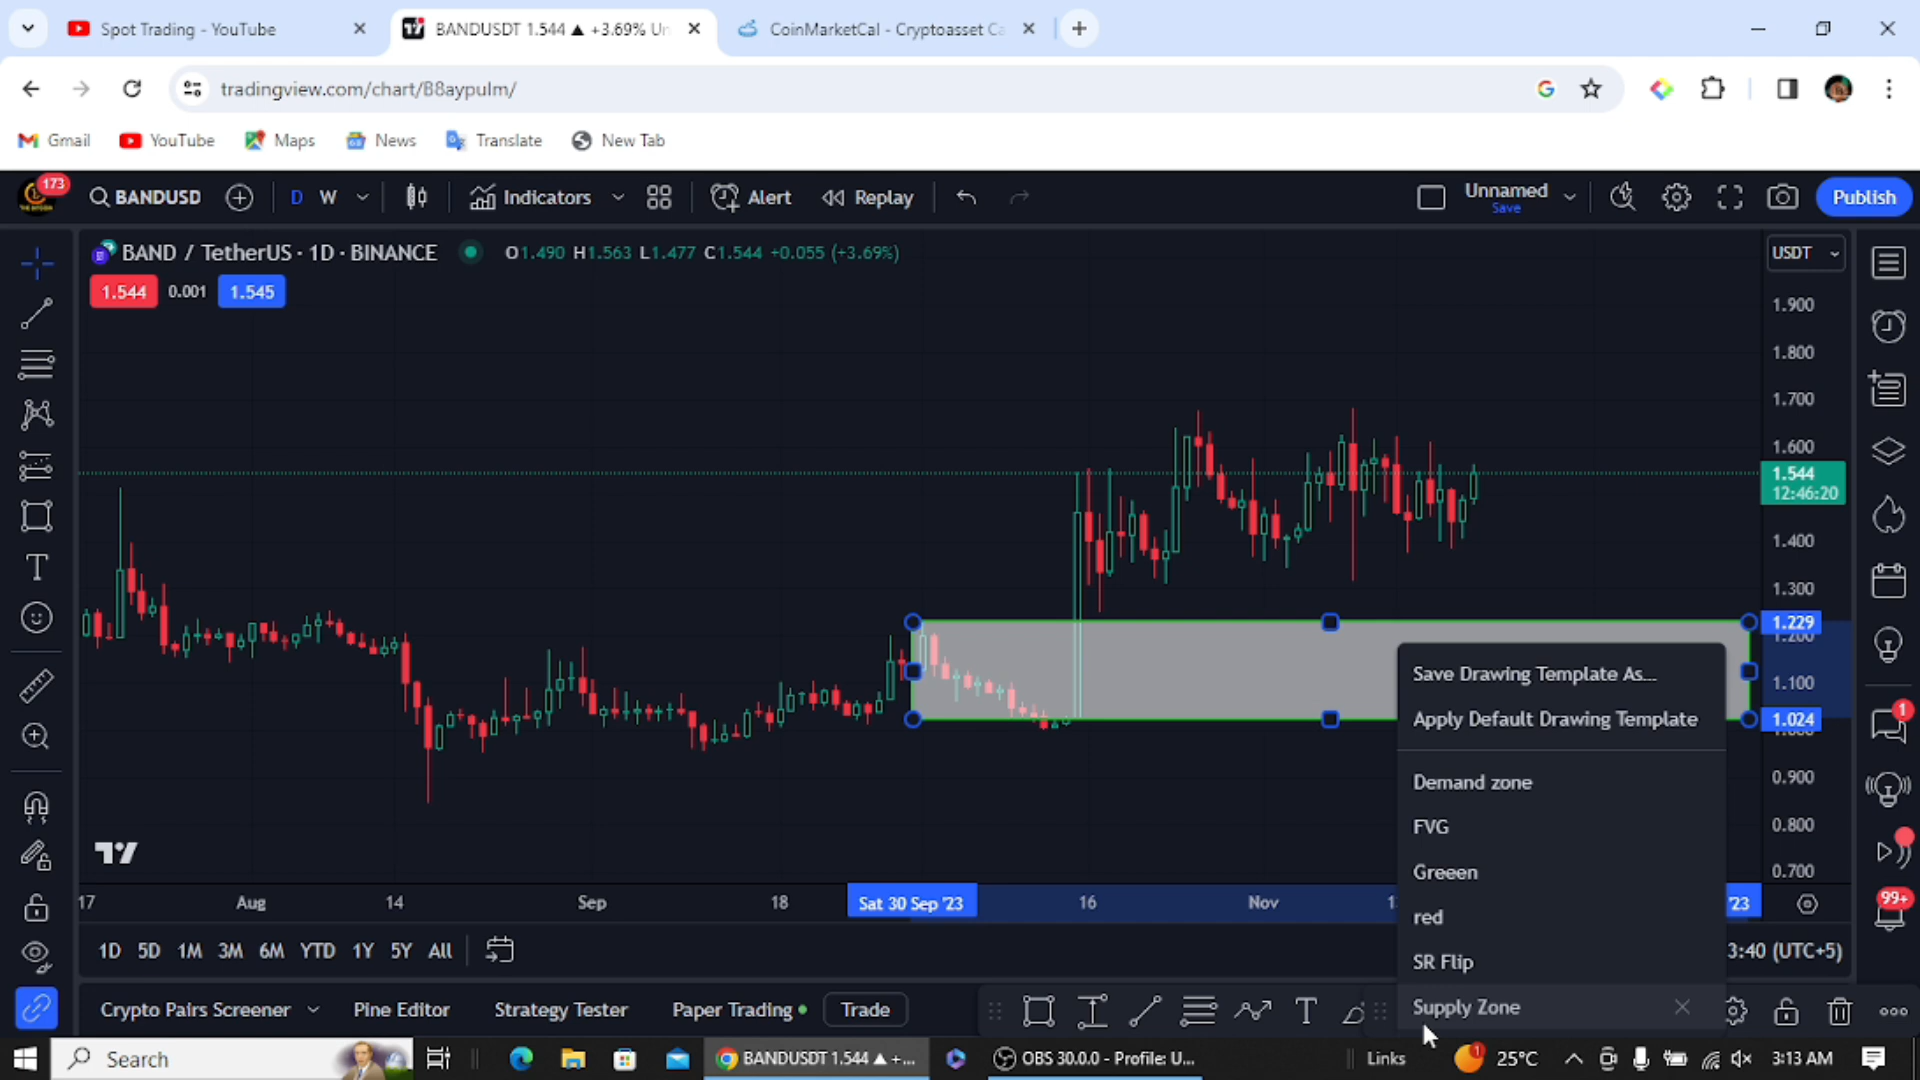 Spot Trading - YouTube
BANDUSDT 1.544 ▲ +3.69% Un
CoinMarketCal - Cryptoasset Ca
tradingview.com/chart/B8aypulm/
Gmail
YouTube
Maps
News
Translate
New Tab
173
BANDUSD
D W
Indicators
Alert
Replay
Unnamed
Save
Publish
BAND / TetherUS · 1D · BINANCE
O1.490 H1.563 L1.477 C1.544 +0.055 (+3.69%)
USDT
1.544
0.001
1.545
1.900
1.800
1.700
1.600
1.544
12:46:20
1.400
1.300
1.229
1.200
1.100
1.024
0.900
0.800
0.700
Save Drawing Template As...
Apply Default Drawing Template
Demand zone
FVG
Greeen
red
SR Flip
Supply Zone
1
99+
17
Aug
14
Sep
18
Sat 30 Sep '23
16
Nov
'23
1D 5D 1M 3M 6M YTD 1Y 5Y All
3:40 (UTC+5)
Crypto Pairs Screener
Pine Editor
Strategy Tester
Paper Trading
Trade
Search
BANDUSDT 1.544 ▲ +...
OBS 30.0.0 - Profile: U...
Links
1
25°C
3:13 AM